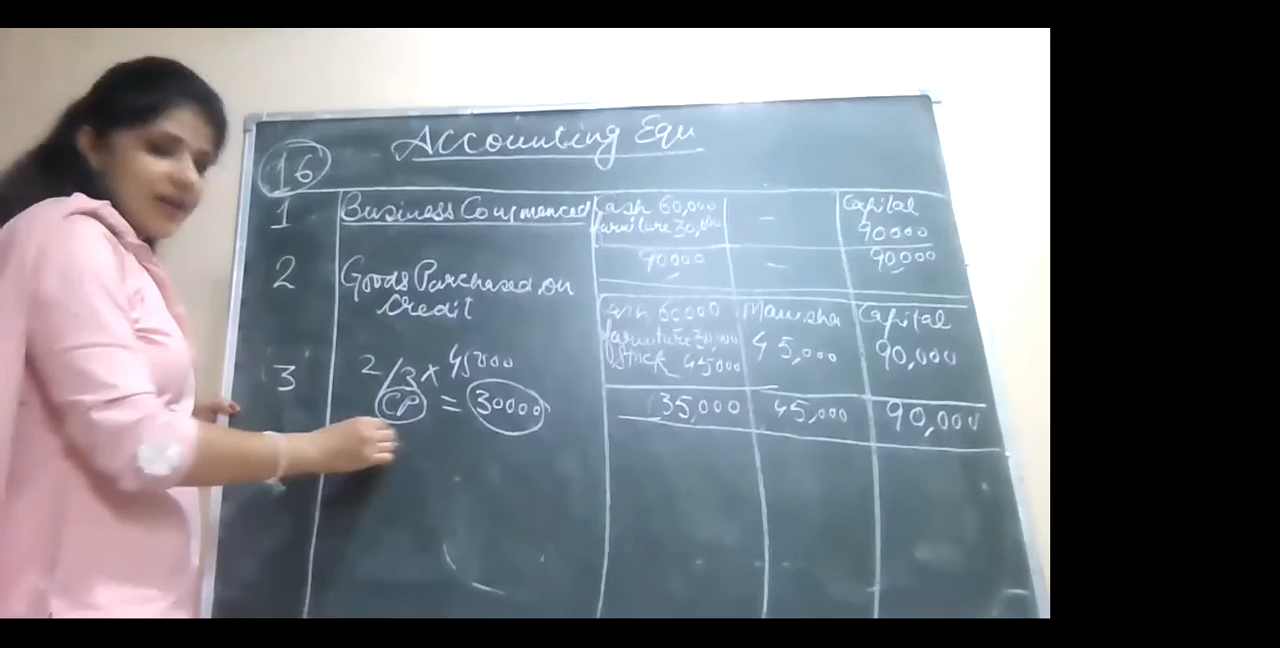 Accounting Equ
16
1 Business Commenced Cash 60,000 - Capital
furniture 30,000 90000
90000 - 90,000
2 Goods Purchased on
Credit
Cash 60000 Manisha Capital
furniture 30,000 45,000 90,000
Stock 45000
3 2/3 x 45000
CP = 30000
35,000 45,000 90,000